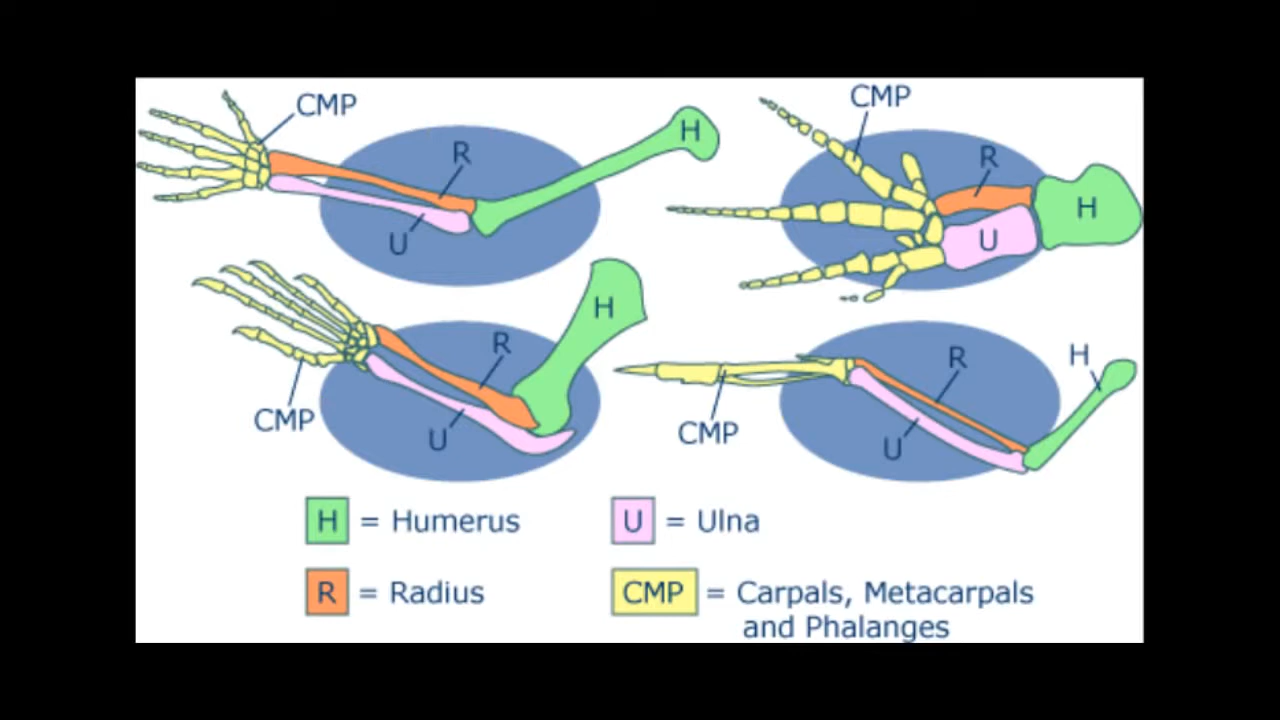 CMP
R
H
U
CMP
R
H
U
H
R
CMP
U
H
R
CMP
U
H = Humerus
U = Ulna
R = Radius
CMP = Carpals, Metacarpals
and Phalanges